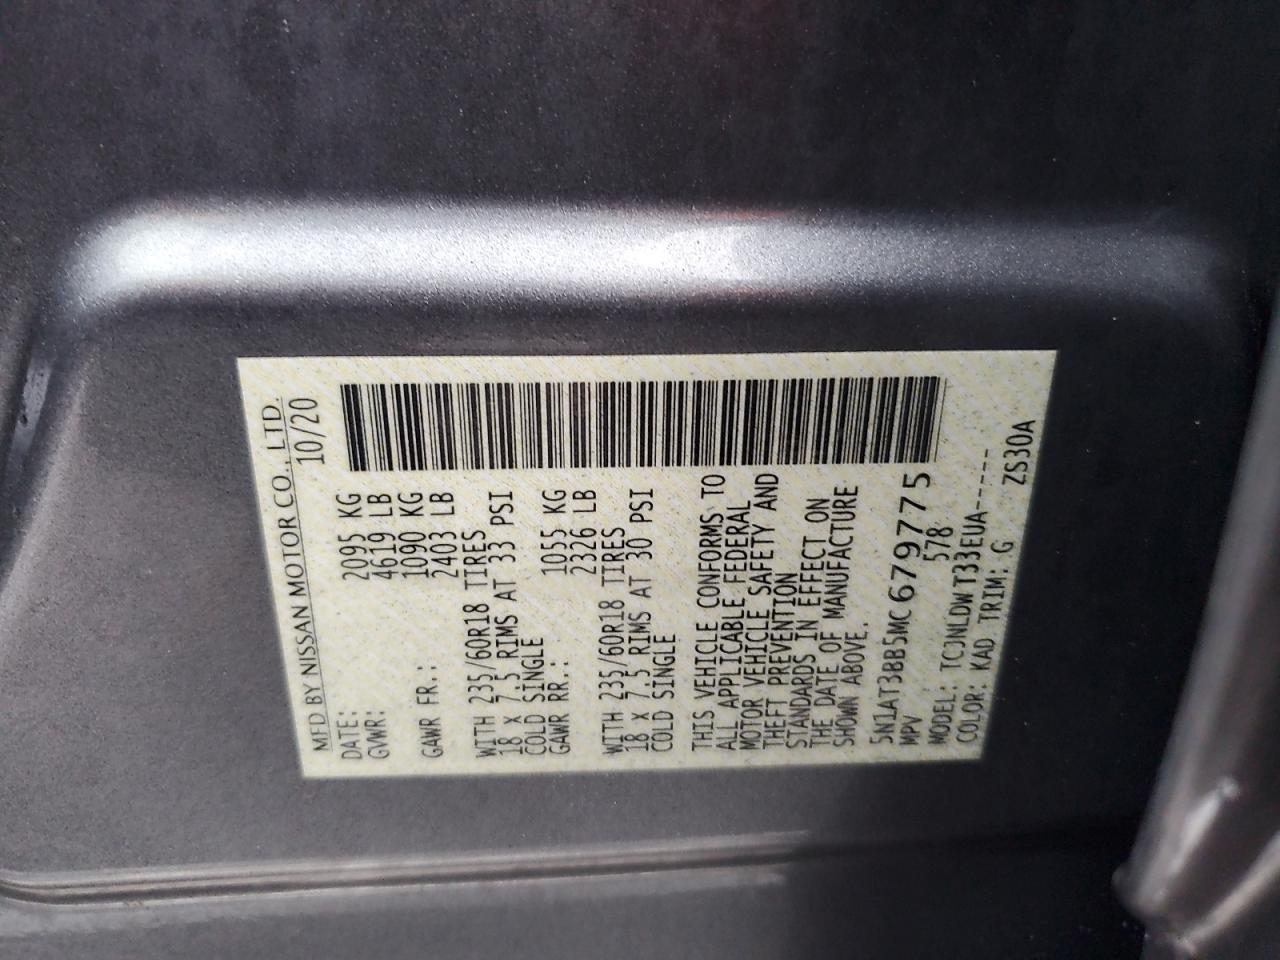 MFD BY NISSAN MOTOR CO., LTD.
DATE: 10/20
GVWR: 2095 KG
4619 LB
GAWR FR.: 1090 KG
2403 LB
WITH 235/60R18 TIRES
18 X 7.5 RIMS AT 33 PSI
COLD SINGLE
GAWR RR.: 1055 KG
2326 LB
WITH 235/60R18 TIRES
18 X 7.5 RIMS AT 30 PSI
COLD SINGLE
THIS VEHICLE CONFORMS TO
ALL APPLICABLE FEDERAL
MOTOR VEHICLE SAFETY AND
THEFT PREVENTION
STANDARDS IN EFFECT ON
THE DATE OF MANUFACTURE
SHOWN ABOVE.
5N1AT3BB5MC679775
MPV 578
MODEL: TCJNLDWT33EUA-----
COLOR: KAD TRIM: G ZS30A